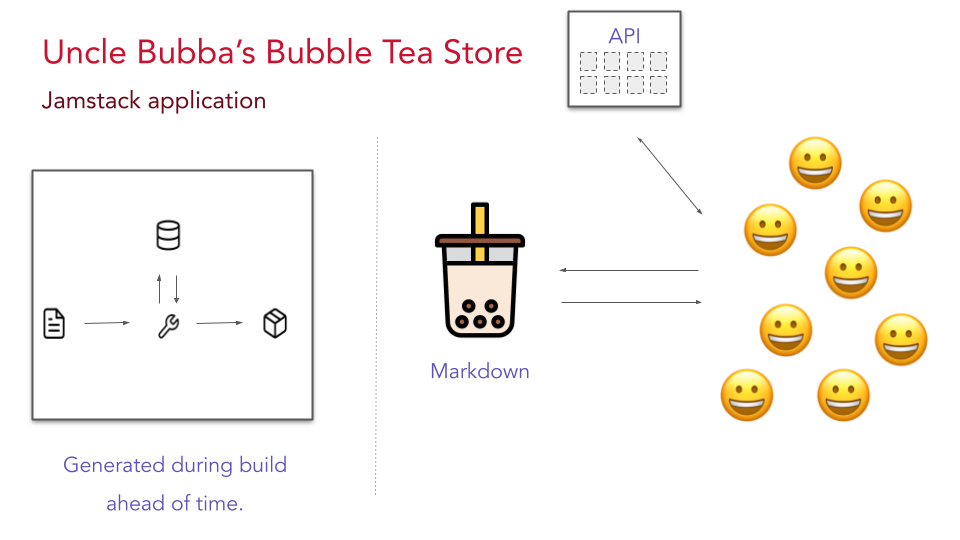 Uncle Bubba’s Bubble Tea Store
Jamstack application
API
Markdown
Generated during build
ahead of time.